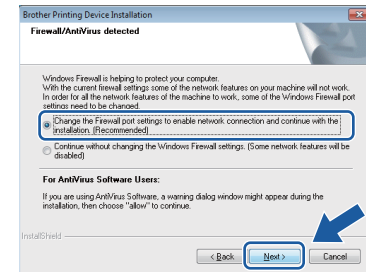 Brother Printing Device Installation
Firewall/AntiVirus detected
Windows Firewall is helping to protect your computer.
With the current firewall settings some of the network features on your machine will not work.
In order for all the network features of the machine to work, some of the Windows Firewall port
settings need to be changed.
Change the Firewall port settings to enable network connection and continue with the
installation. (Recommended)
Continue without changing the Windows Firewall settings. (Some network features will be
disabled)
For AntiVirus Software Users:
If you are using AntiVirus Software, a warning dialog window might appear during the
installation, then choose "allow" to continue.
InstallShield
< Back
Next >
Cancel